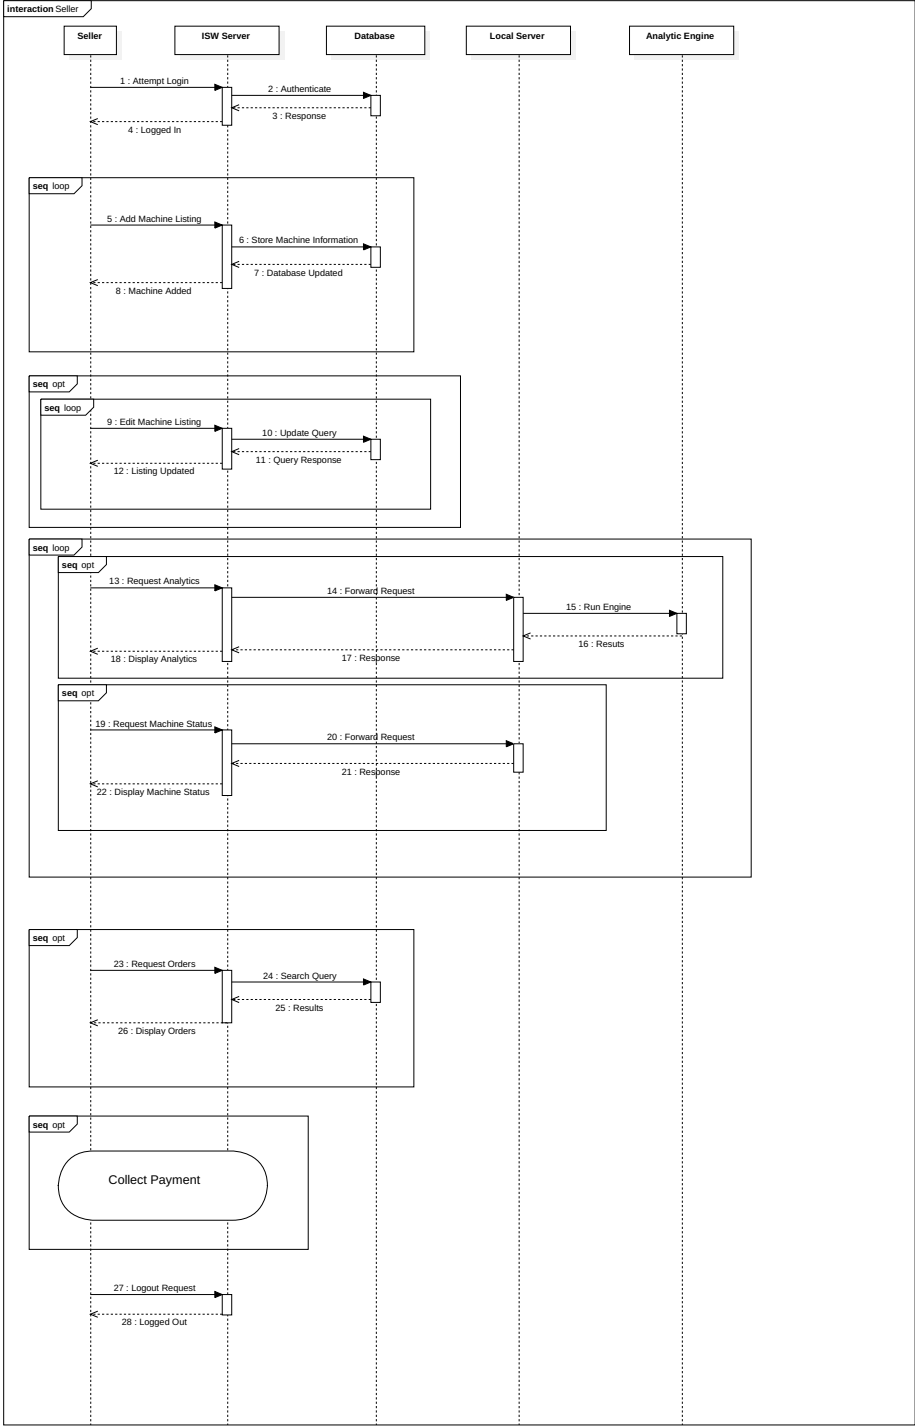 interaction Seller
Seller
ISW Server
Database
Local Server
Analytic Engine
1 : Attempt Login
2 : Authenticate
3 : Response
4 : Logged In
seq loop
5 : Add Machine Listing
6 : Store Machine Information
7 : Database Updated
8 : Machine Added
seq opt
seq loop
9 : Edit Machine Listing
10 : Update Query
11 : Query Response
12 : Listing Updated
seq loop
seq opt
13 : Request Analytics
14 : Forward Request
15 : Run Engine
16 : Resuts
17 : Response
18 : Display Analytics
seq opt
19 : Request Machine Status
20 : Forward Request
21 : Response
22 : Display Machine Status
seq opt
23 : Request Orders
24 : Search Query
25 : Results
26 : Display Orders
seq opt
Collect Payment
27 : Logout Request
28 : Logged Out